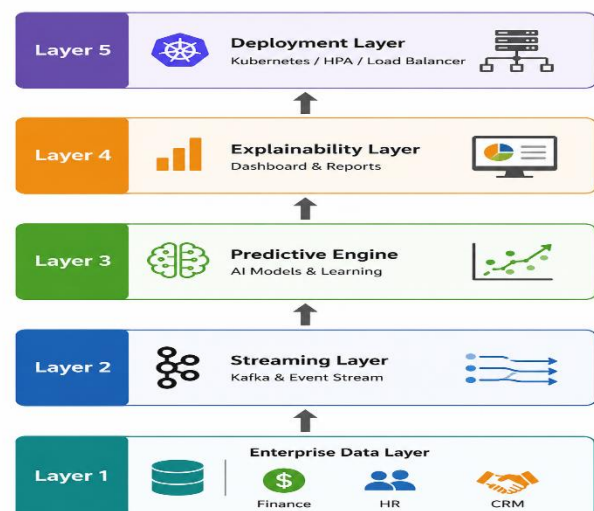 Layer 5
Deployment Layer
Kubernetes / HPA / Load Balancer
Layer 4
Explainability Layer
Dashboard & Reports
Layer 3
Predictive Engine
AI Models & Learning
Layer 2
Streaming Layer
Kafka & Event Stream
Layer 1
Enterprise Data Layer
$
Finance
HR
CRM